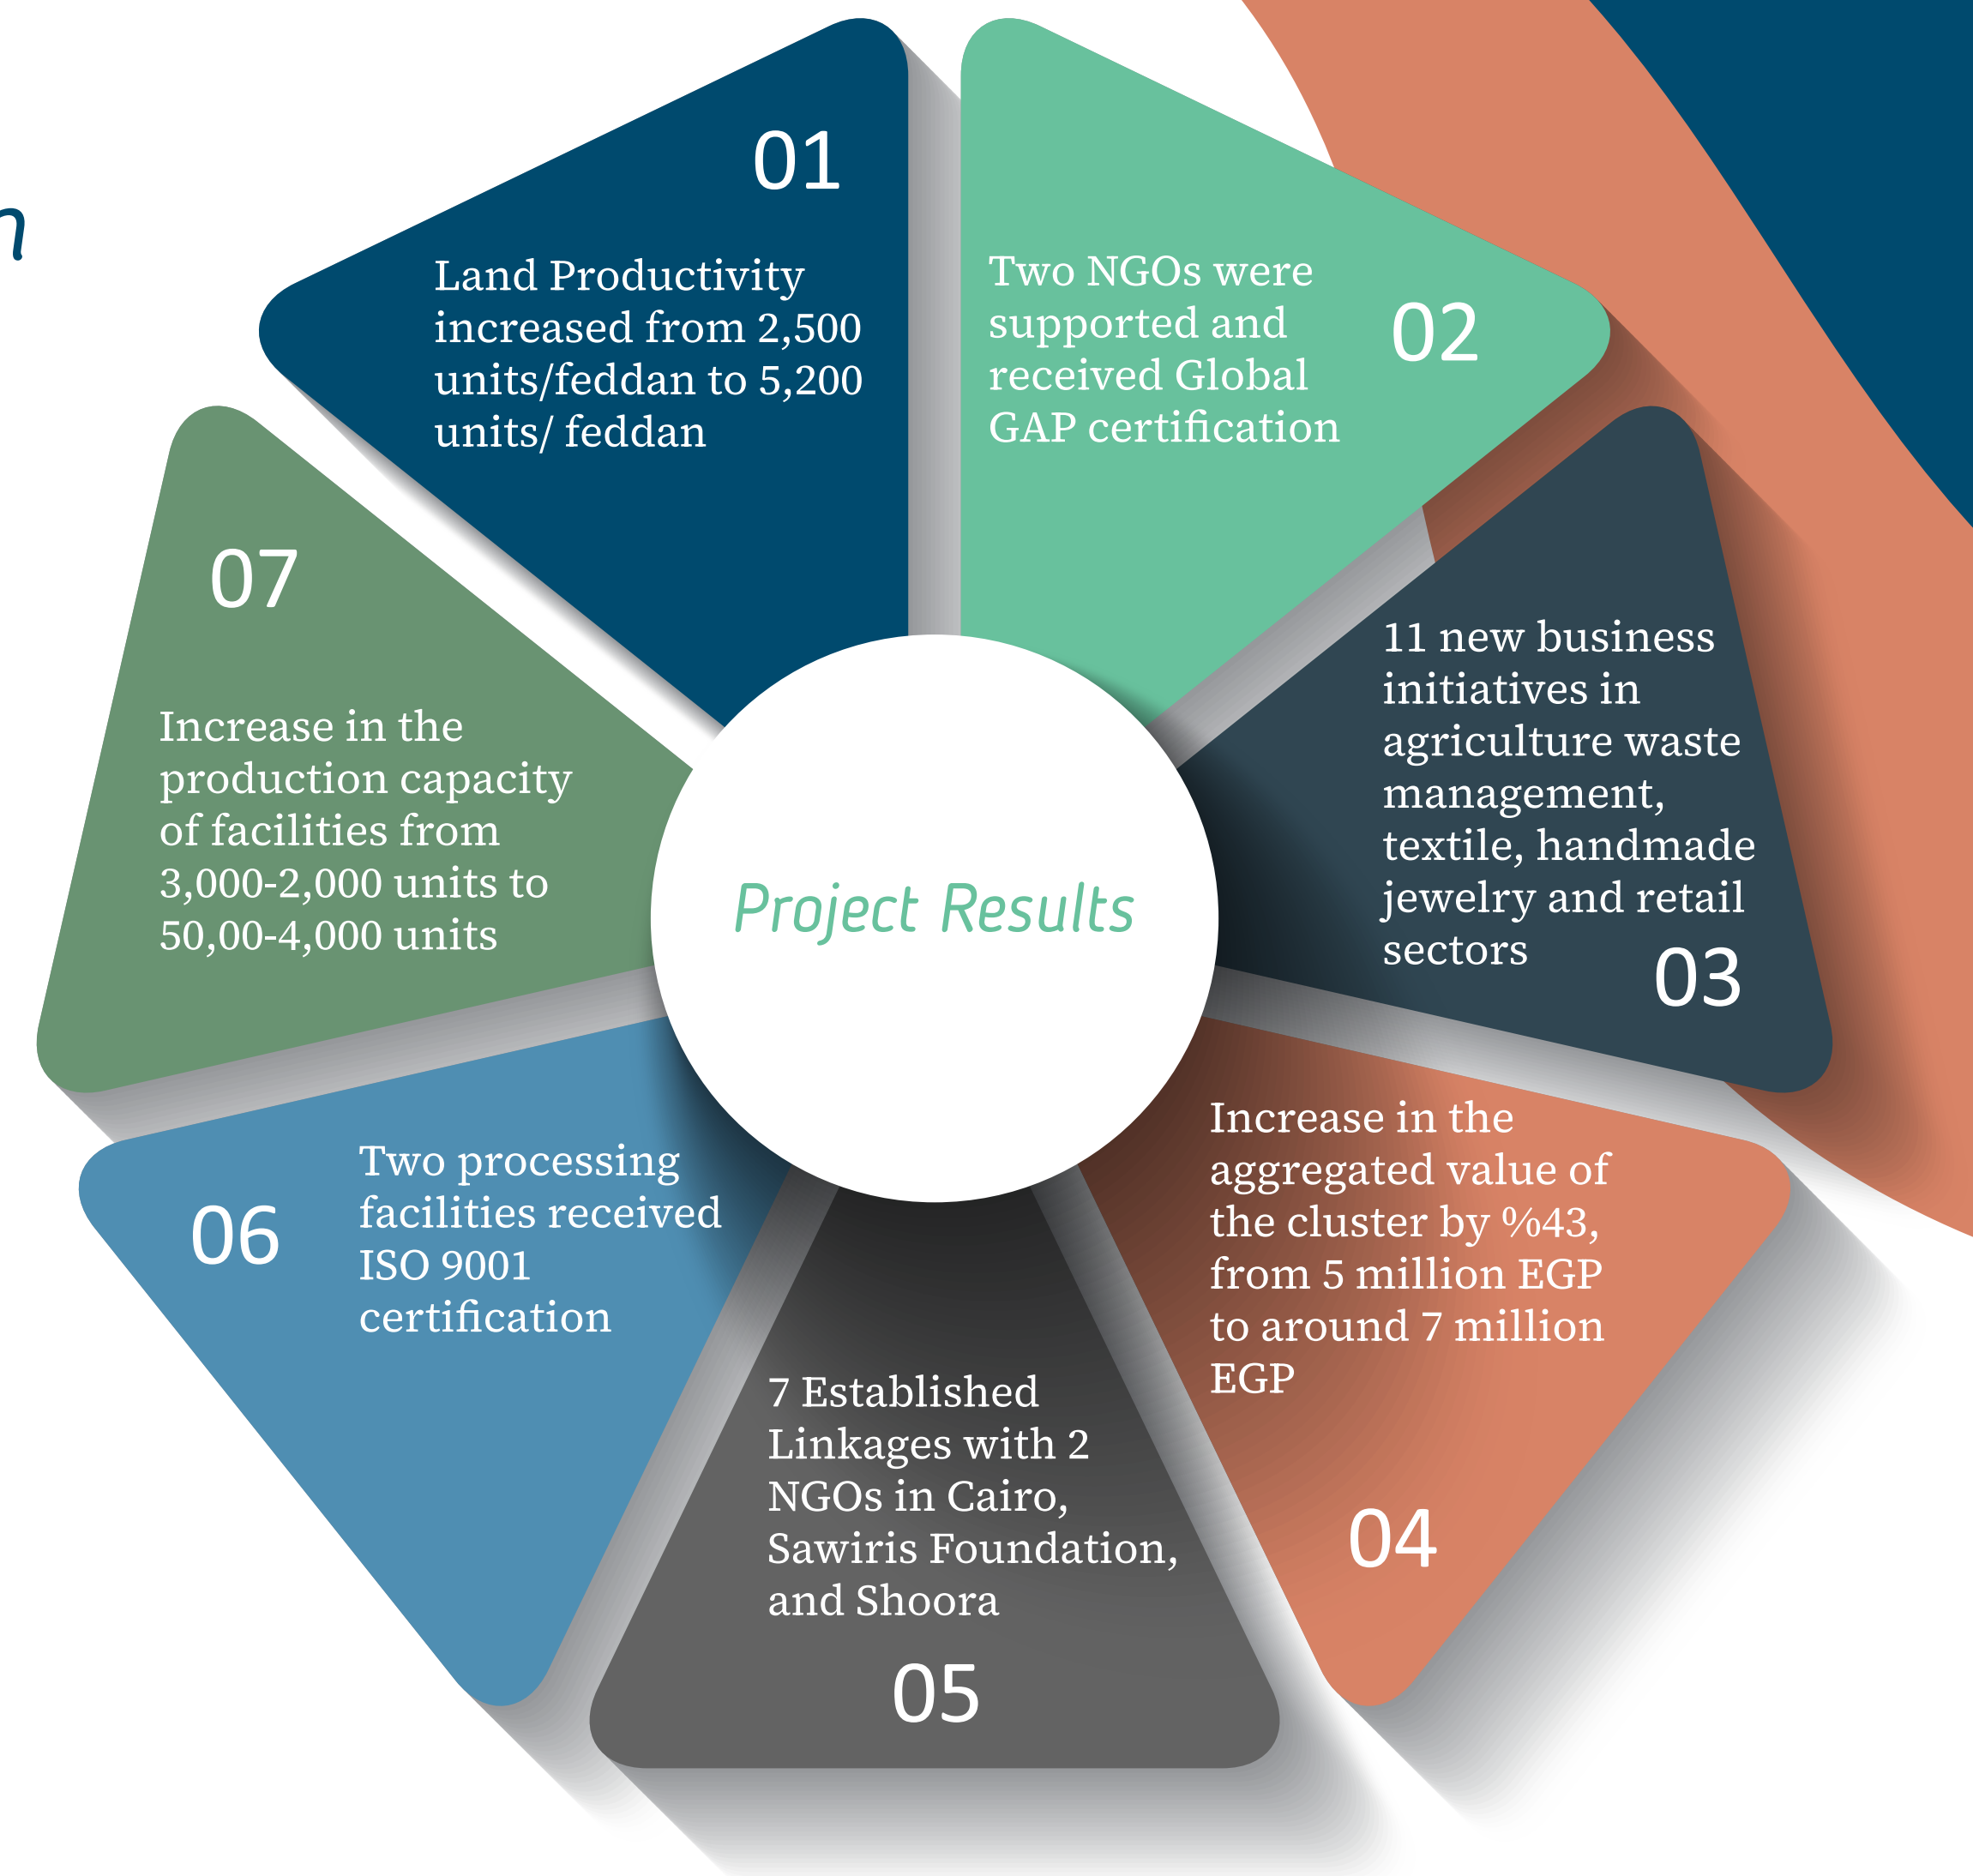 n
01
Land Productivity
increased from 2,500
units/feddan to 5,200
units/ feddan
02
Two NGOs were
supported and
received Global
GAP certification
11 new business
initiatives in
agriculture waste
management,
textile, handmade
jewelry and retail
sectors
03
Increase in the
aggregated value of
the cluster by %43,
from 5 million EGP
to around 7 million
EGP
04
7 Established
Linkages with 2
NGOs in Cairo,
Sawiris Foundation,
and Shoora
05
06
Two processing
facilities received
ISO 9001
certification
07
Increase in the
production capacity
of facilities from
3,000-2,000 units to
50,00-4,000 units
Project Results